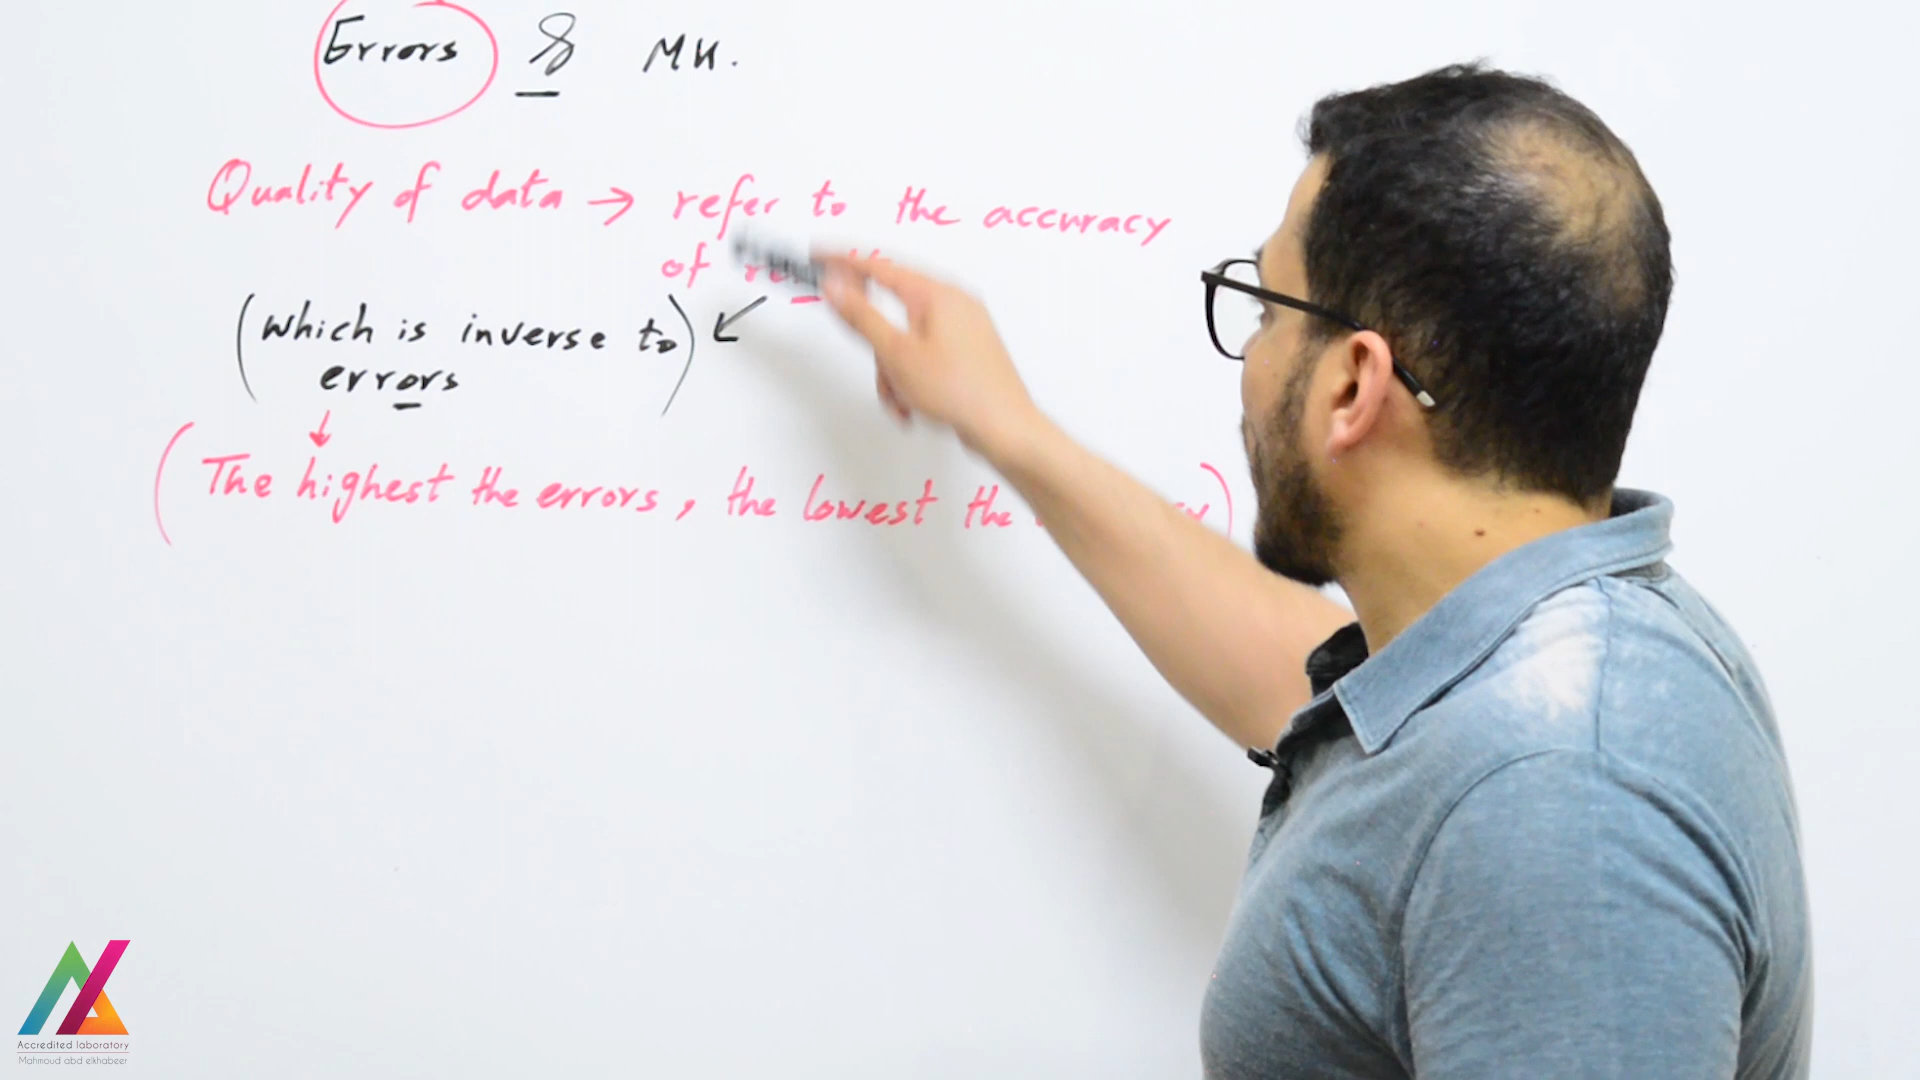 Errors & MU.
Quality of data → refer to the accuracy
of
(which is inverse to)
errors
(The highest the errors, the lowest the
Accredited laboratory
Mahmoud abd elkhabeer